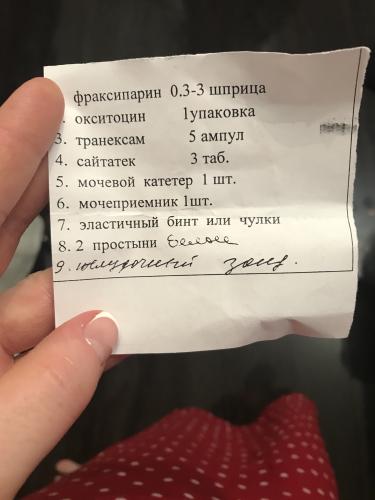 фраксипарин 0.3-3 шприца
. окситоцин 1упаковка
3. транексам 5 ампул
4. сайтатек 3 таб.
5. мочевой катетер 1 шт.
6. мочеприемник 1шт.
7. эластичный бинт или чулки
8. 2 простыни белые
9. желудочный зонд.